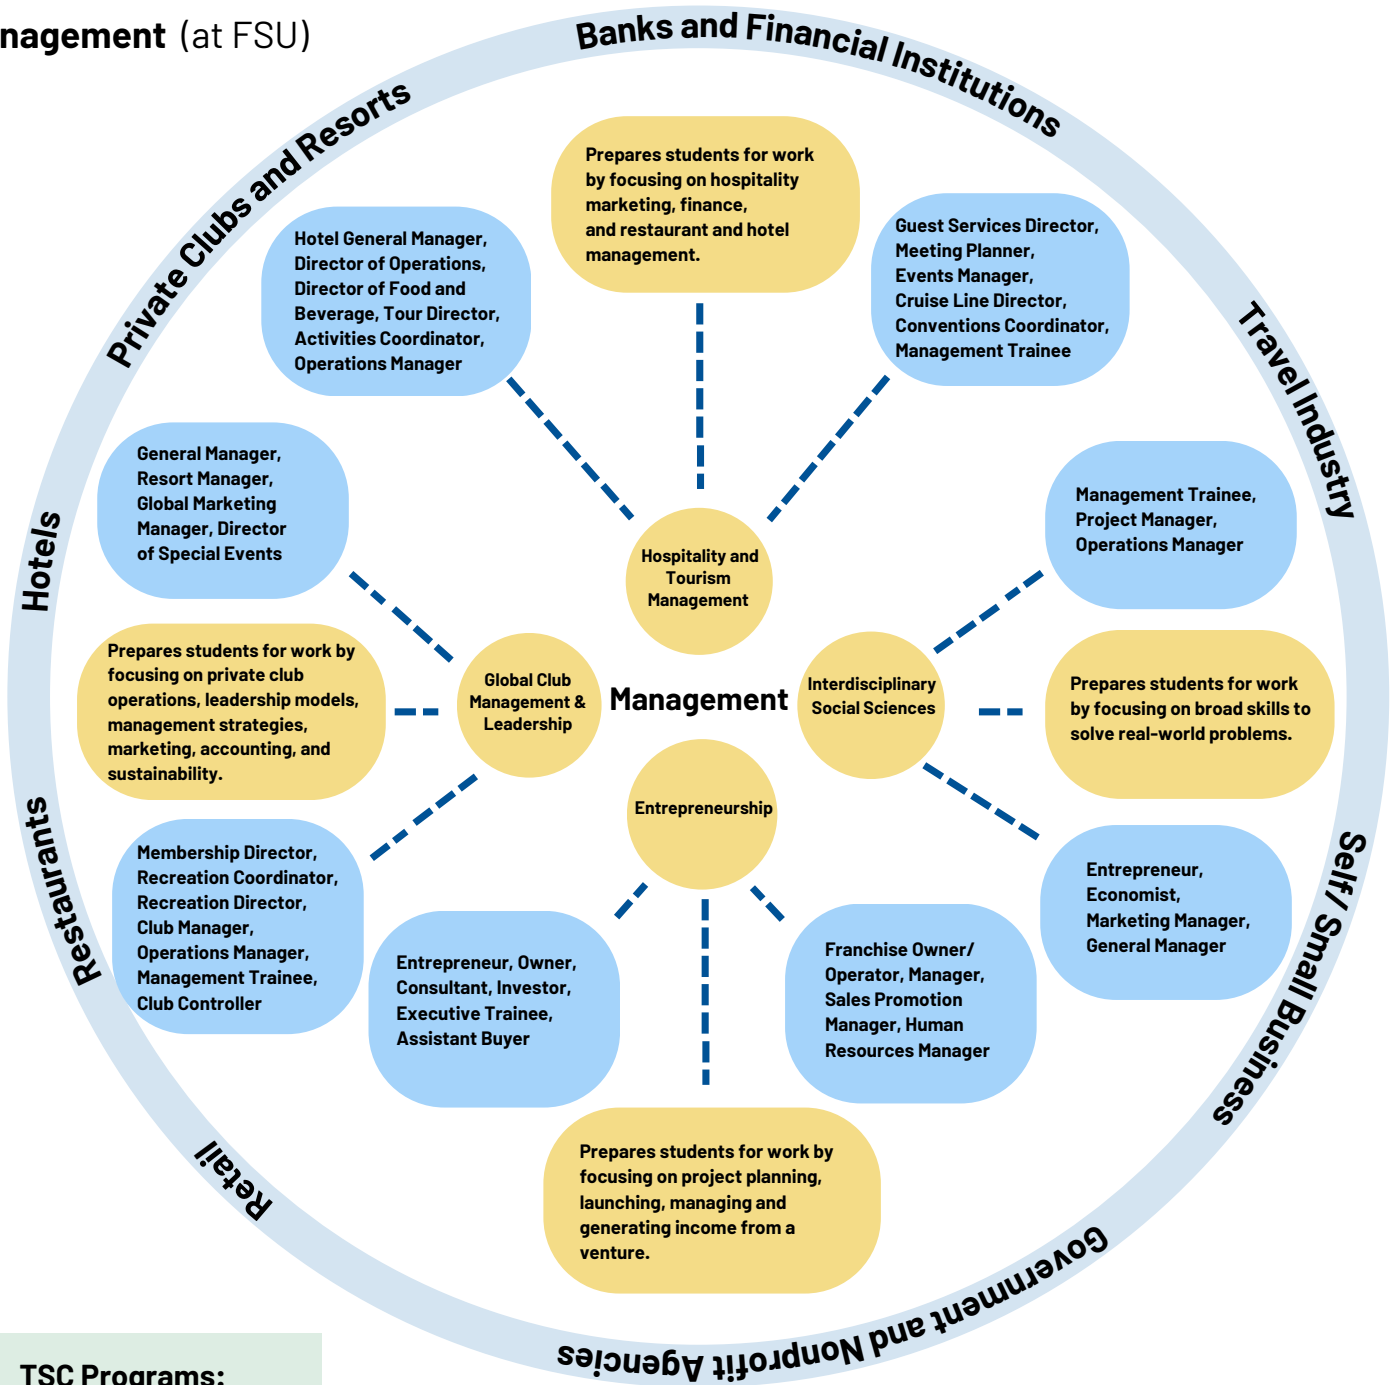 nagement (at FSU)
Banks and Financial Institutions
Private Clubs and Resorts
Travel Industry
Hotels
Restaurants
Retail
Self/ Small Business
Government and Nonprofit Agencies
Prepares students for work
by focusing on hospitality
marketing, finance,
and restaurant and hotel
management.
Hotel General Manager,
Director of Operations,
Director of Food and
Beverage, Tour Director,
Activities Coordinator,
Operations Manager
Guest Services Director,
Meeting Planner,
Events Manager,
Cruise Line Director,
Conventions Coordinator,
Management Trainee
General Manager,
Resort Manager,
Global Marketing
Manager, Director
of Special Events
Management Trainee,
Project Manager,
Operations Manager
Hospitality and
Tourism
Management
Prepares students for work by
focusing on private club
operations, leadership models,
management strategies,
marketing, accounting, and
sustainability.
Global Club
Management &
Leadership
Management
Interdisciplinary
Social Sciences
Prepares students for work
by focusing on broad skills to
solve real-world problems.
Entrepreneurship
Membership Director,
Recreation Coordinator,
Recreation Director,
Club Manager,
Operations Manager,
Management Trainee,
Club Controller
Entrepreneur, Owner,
Consultant, Investor,
Executive Trainee,
Assistant Buyer
Franchise Owner/
Operator, Manager,
Sales Promotion
Manager, Human
Resources Manager
Entrepreneur,
Economist,
Marketing Manager,
General Manager
Prepares students for work by
focusing on project planning,
launching, managing and
generating income from a
venture.
TSC Programs: